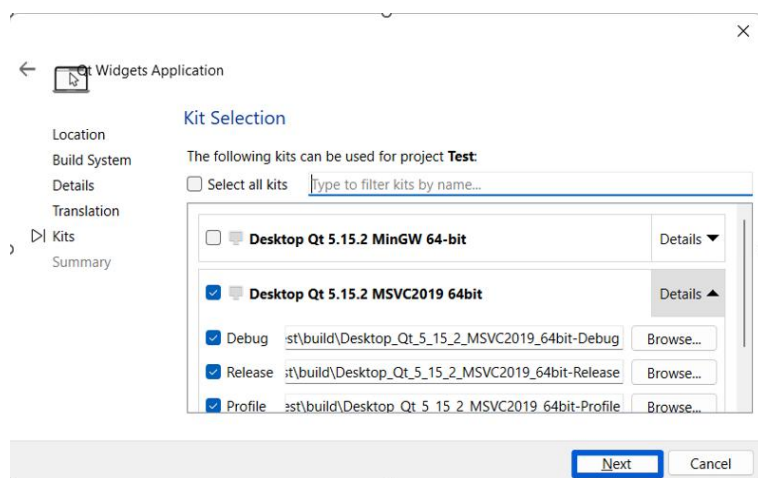 Qt Widgets Application
Kit Selection
Location
Build System
Details
Translation
Kits
Summary
The following kits can be used for project Test:
Select all kits Type to filter kits by name...
Desktop Qt 5.15.2 MinGW 64-bit Details
Desktop Qt 5.15.2 MSVC2019 64bit Details
Debug st\build\Desktop_Qt_5_15_2_MSVC2019_64bit-Debug Browse...
Release st\build\Desktop_Qt_5_15_2_MSVC2019_64bit-Release Browse...
Profile est\build\Desktop_Qt_5_15_2_MSVC2019_64bit-Profile Browse...
Next Cancel